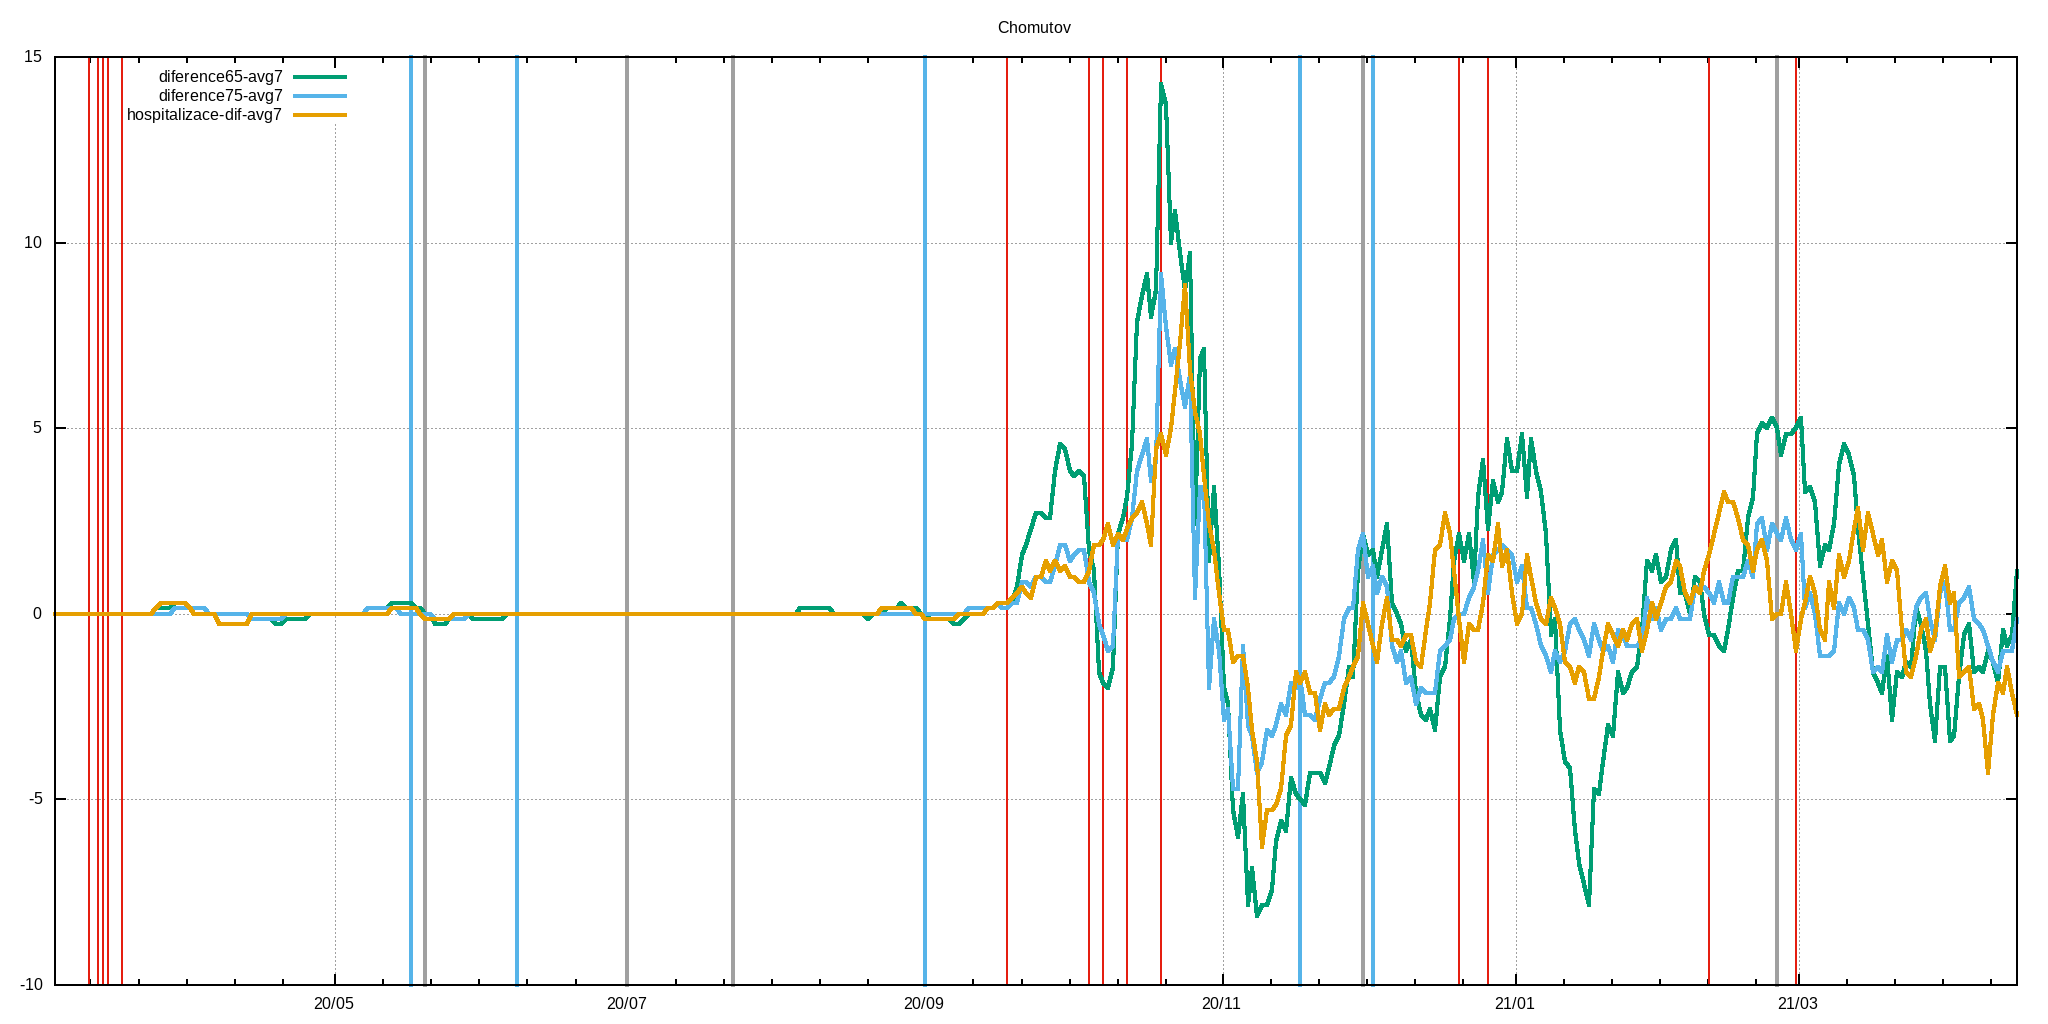 Chomutov
15
diference65-avg7
diference75-avg7
hospitalizace-dif-avg7
10
5
0
-5
-10
20/05 20/07 20/09 20/11 21/01 21/03